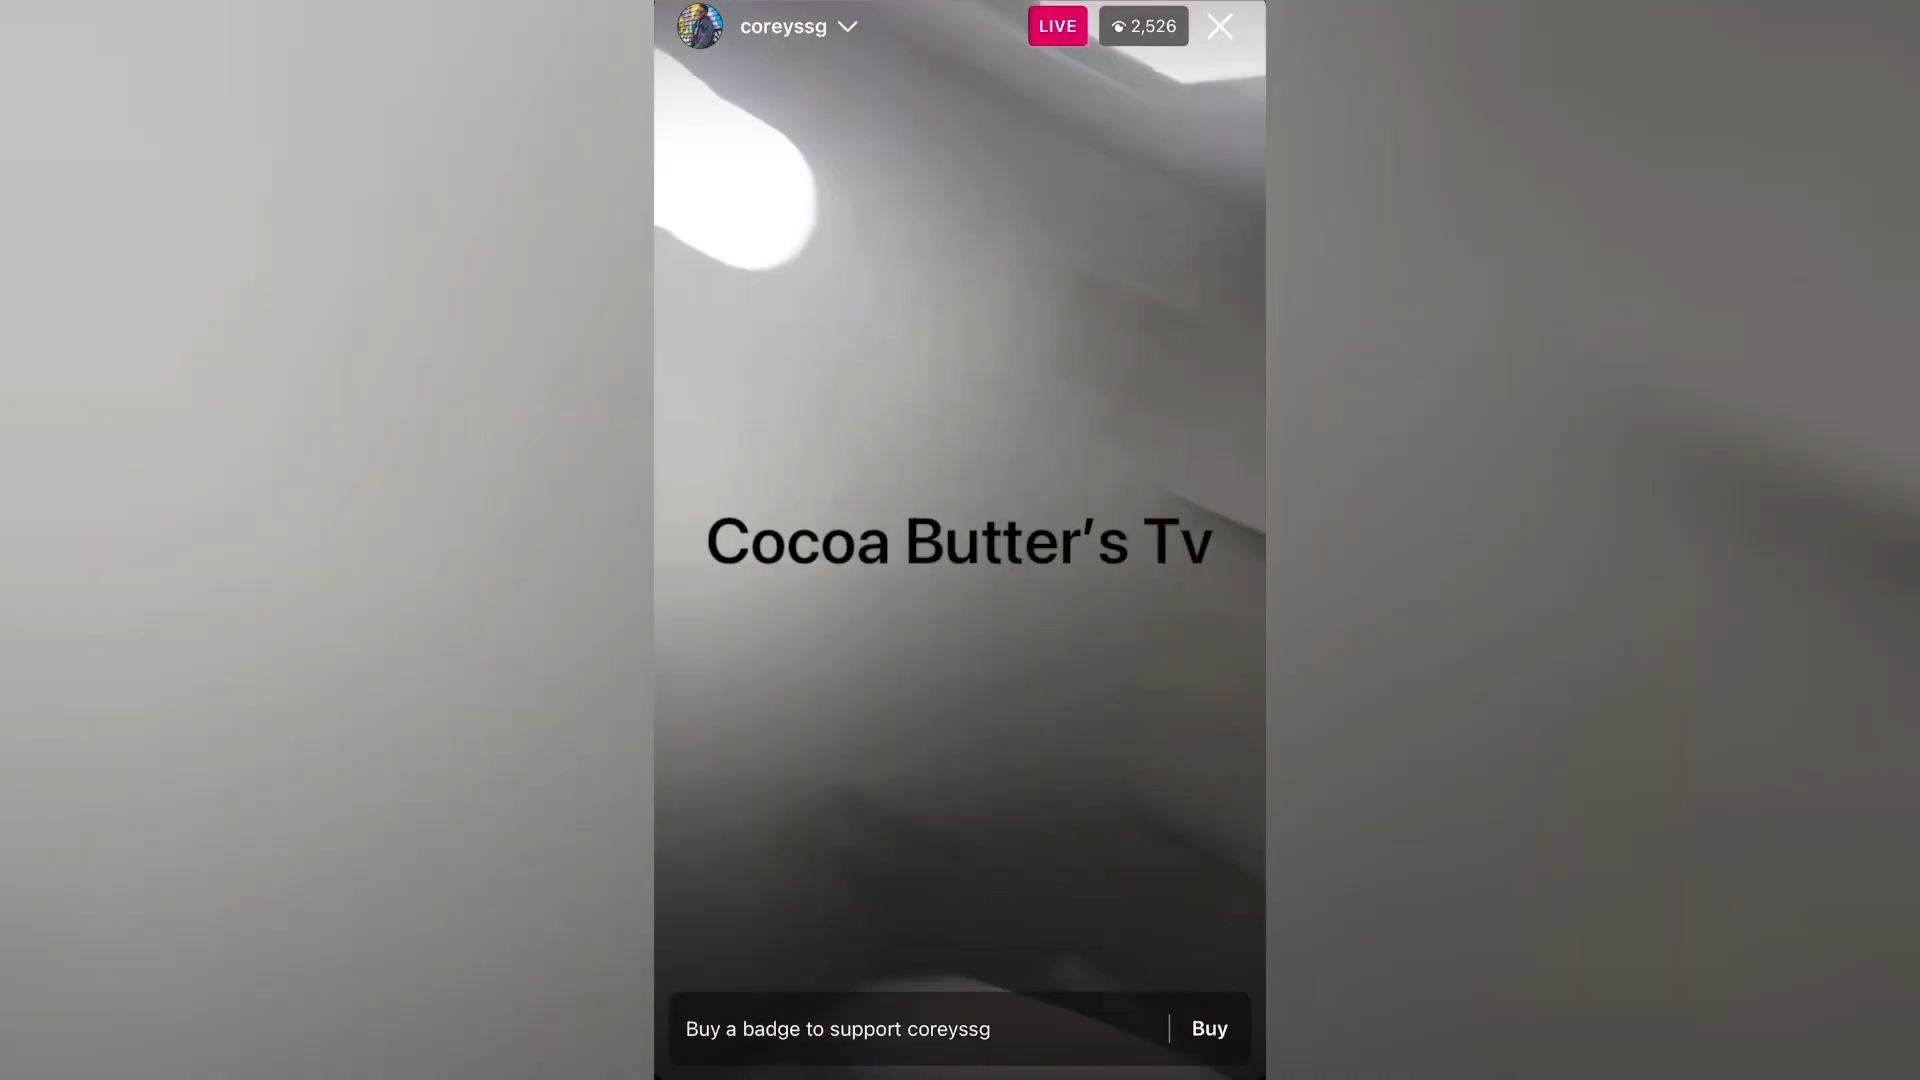 coreyssg
LIVE
2,526
Cocoa Butter’s Tv
Buy a badge to support coreyssg
Buy